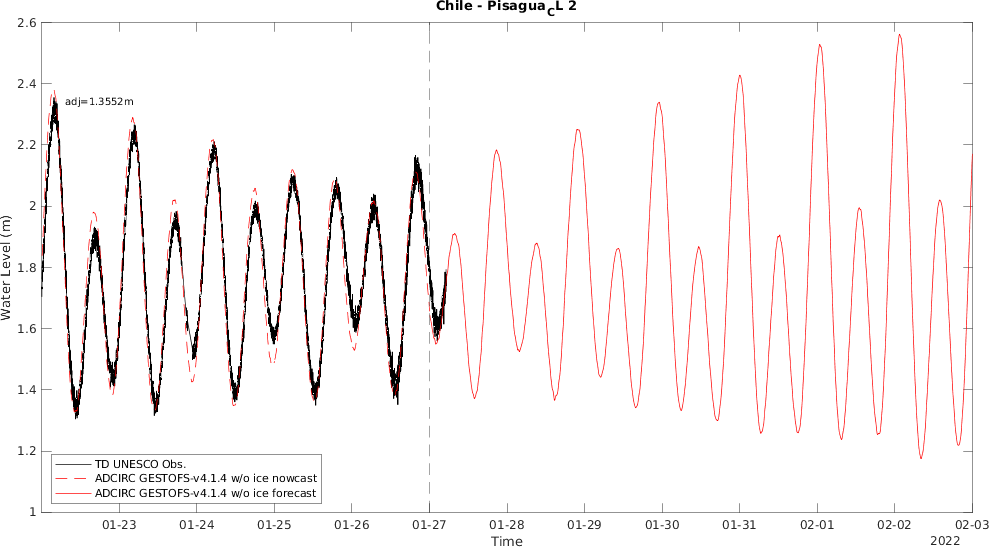 Chile - PisaguaCL 2
2.6
2.4
2.2
2
1.8
1.6
1.4
1.2
1
Water Level (m)
adj=1.3552m
TD UNESCO Obs.
ADCIRC GESTOFS-v4.1.4 w/o ice nowcast
ADCIRC GESTOFS-v4.1.4 w/o ice forecast
01-23 01-24 01-25 01-26 01-27 01-28 01-29 01-30 01-31 02-01 02-02 02-03
Time
2022